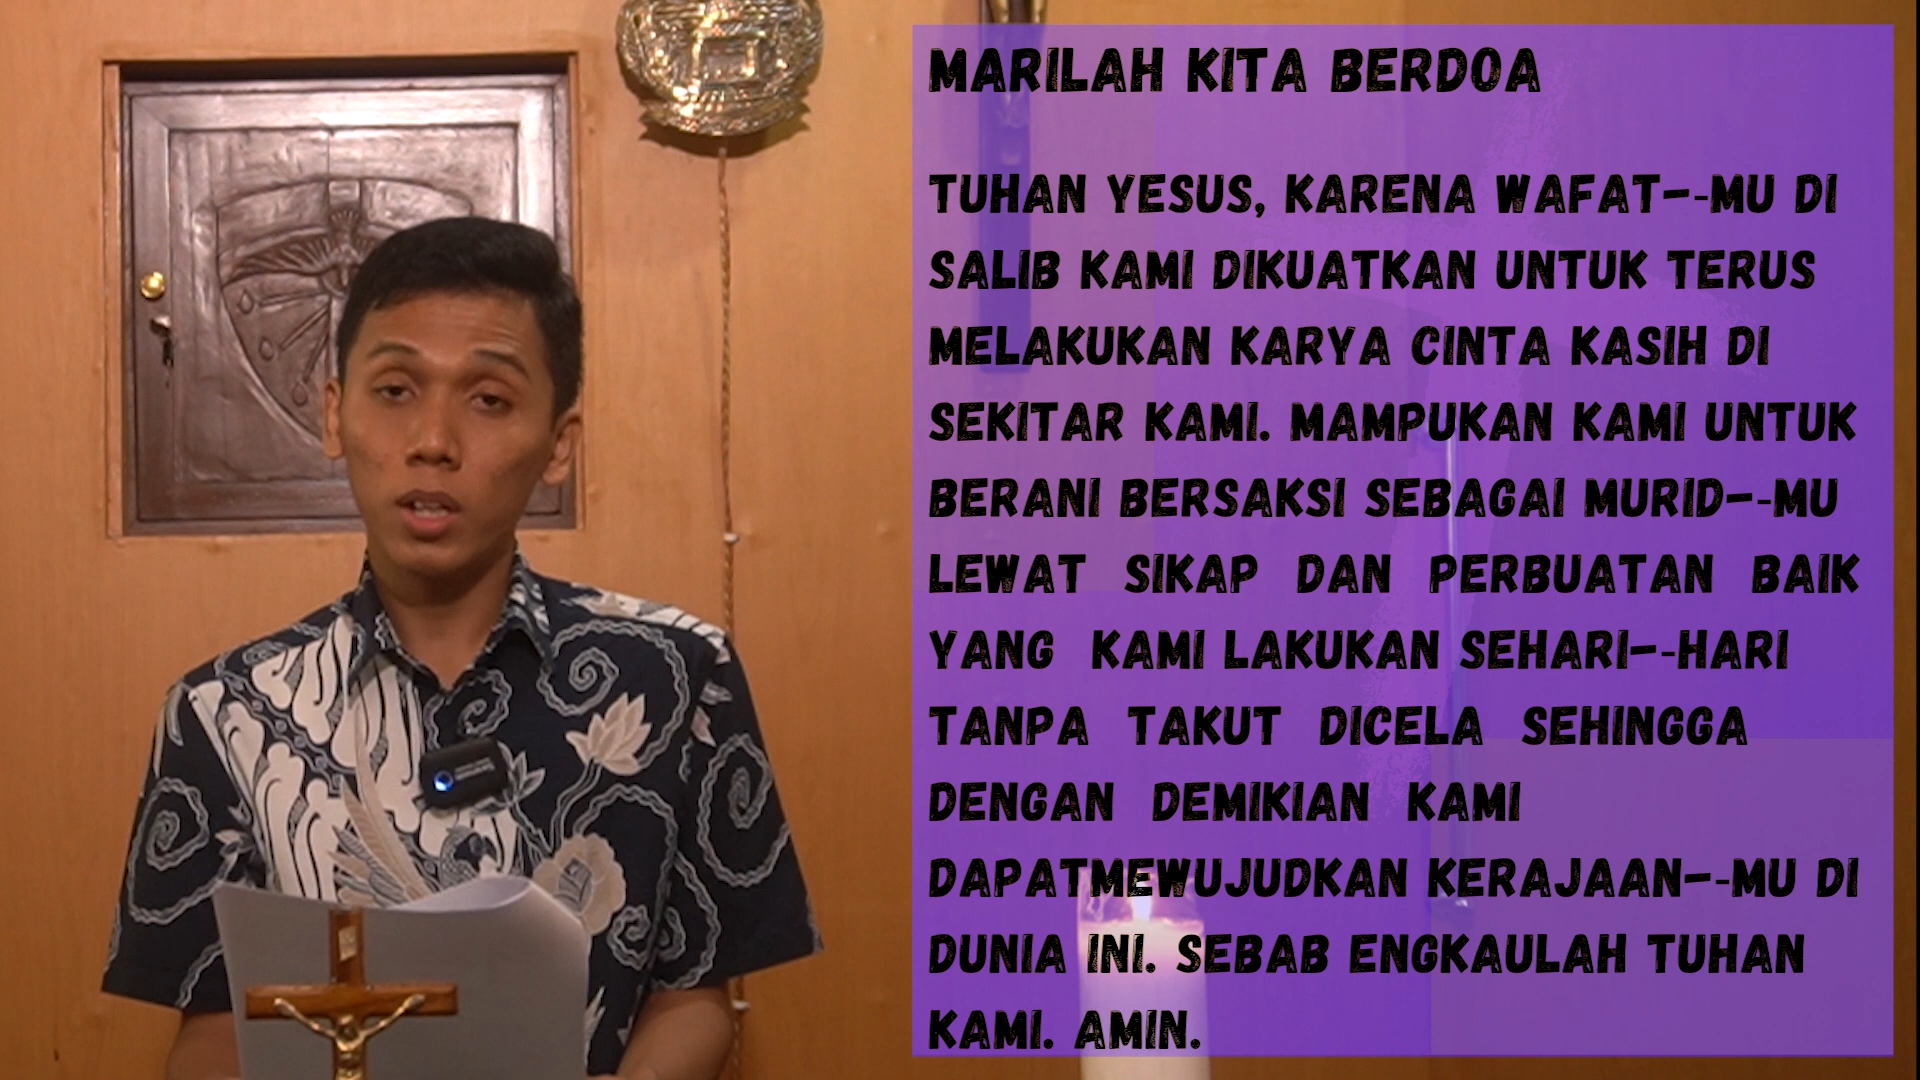 MARILAH KITA BERDOA
TUHAN YESUS, KARENA WAFAT--MU DI
SALIB KAMI DIKUATKAN UNTUK TERUS
MELAKUKAN KARYA CINTA KASIH DI
SEKITAR KAMI. MAMPUKAN KAMI UNTUK
BERANI BERSAKSI SEBAGAI MURID--MU
LEWAT SIKAP DAN PERBUATAN BAIK
YANG KAMI LAKUKAN SEHARI--HARI
TANPA TAKUT DICELA SEHINGGA
DENGAN DEMIKIAN KAMI
DAPATMEWUJUDKAN KERAJAAN--MU DI
DUNIA INI. SEBAB ENGKAULAH TUHAN
KAMI. AMIN.